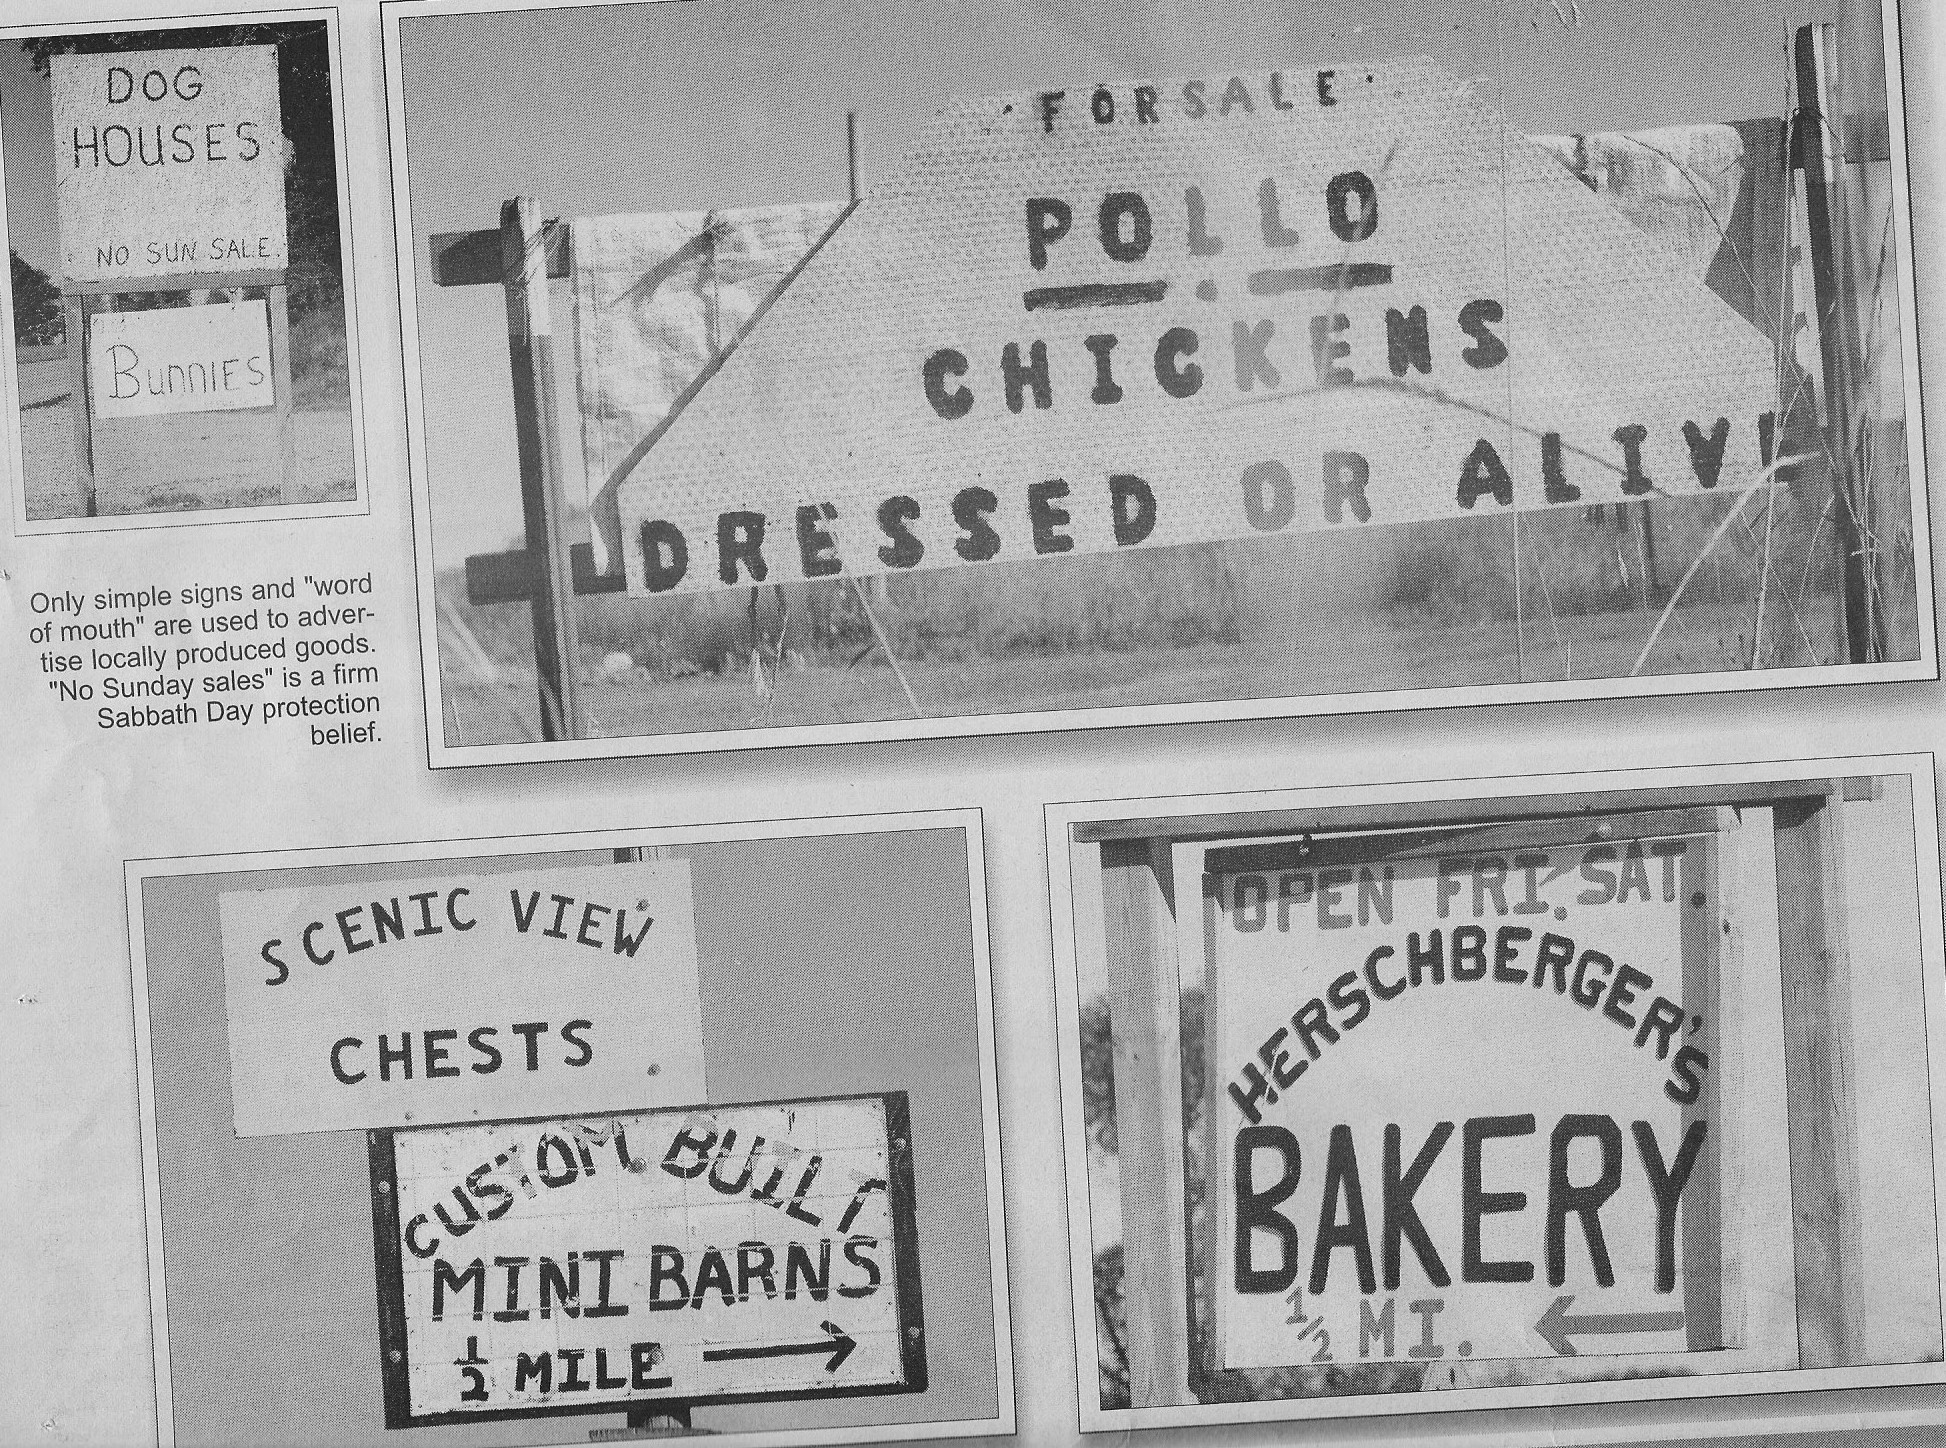 DOG
HOUSES
NO SUN SALE.
BUNNIES
Only simple signs and "word
of mouth" are used to adver-
tise locally produced goods.
"No Sunday sales" is a firm
Sabbath Day protection
belief.
· FOR SALE ·
POLLO
CHICKENS
DRESSED OR ALIVE
SCENIC VIEW
CHESTS
CUSTOM BUILT
MINI BARNS
1/2 MILE →
OPEN FRI. SAT.
HERSCHBERGER'S
BAKERY
1/2 MI. ←